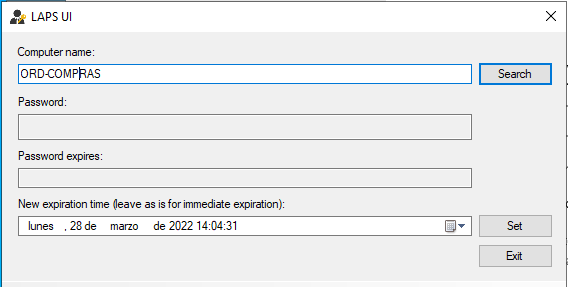 LAPS UI
Computer name:
ORD-COMPRAS
Search
Password:
Password expires:
New expiration time (leave as is for immediate expiration):
lunes , 28 de marzo de 2022 14:04:31
Set
Exit